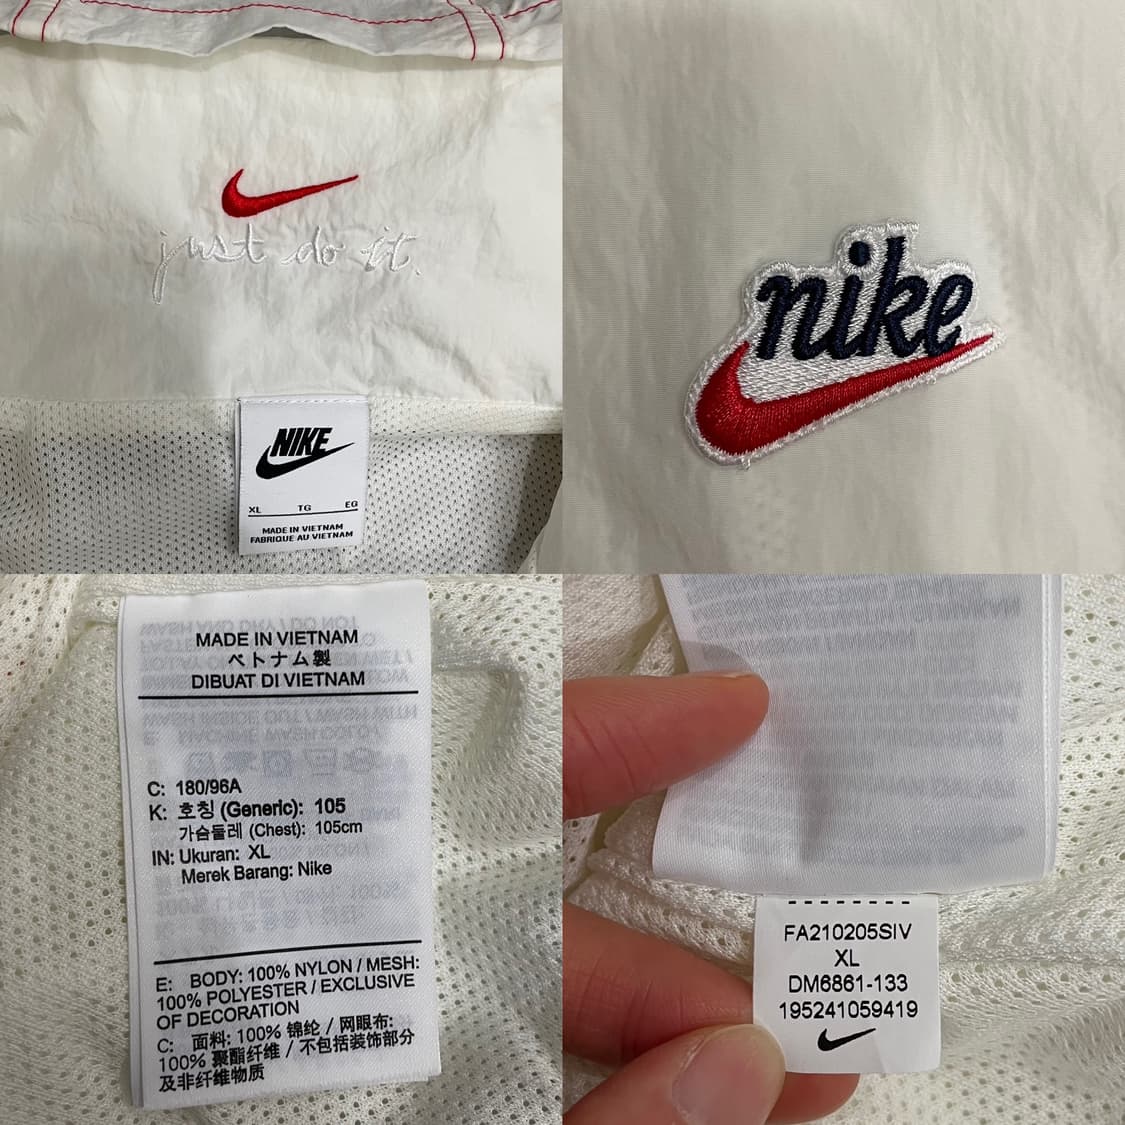 just do it.
NIKE
XL TG EG
MADE IN VIETNAM
FABRIQUE AU VIETNAM
nike
MADE IN VIETNAM
ベトナム製
DIBUAT DI VIETNAM
C: 180/96A
K: 호칭 (Generic): 105
가슴둘레 (Chest): 105cm
IN: Ukuran: XL
Merek Barang: Nike
E: BODY: 100% NYLON / MESH:
100% POLYESTER / EXCLUSIVE
OF DECORATION
C: 面料: 100% 锦纶 / 网眼布:
100% 聚酯纤维 / 不包括装饰部分
及非纤维物质
FA210205SIV
XL
DM6861-133
195241059419